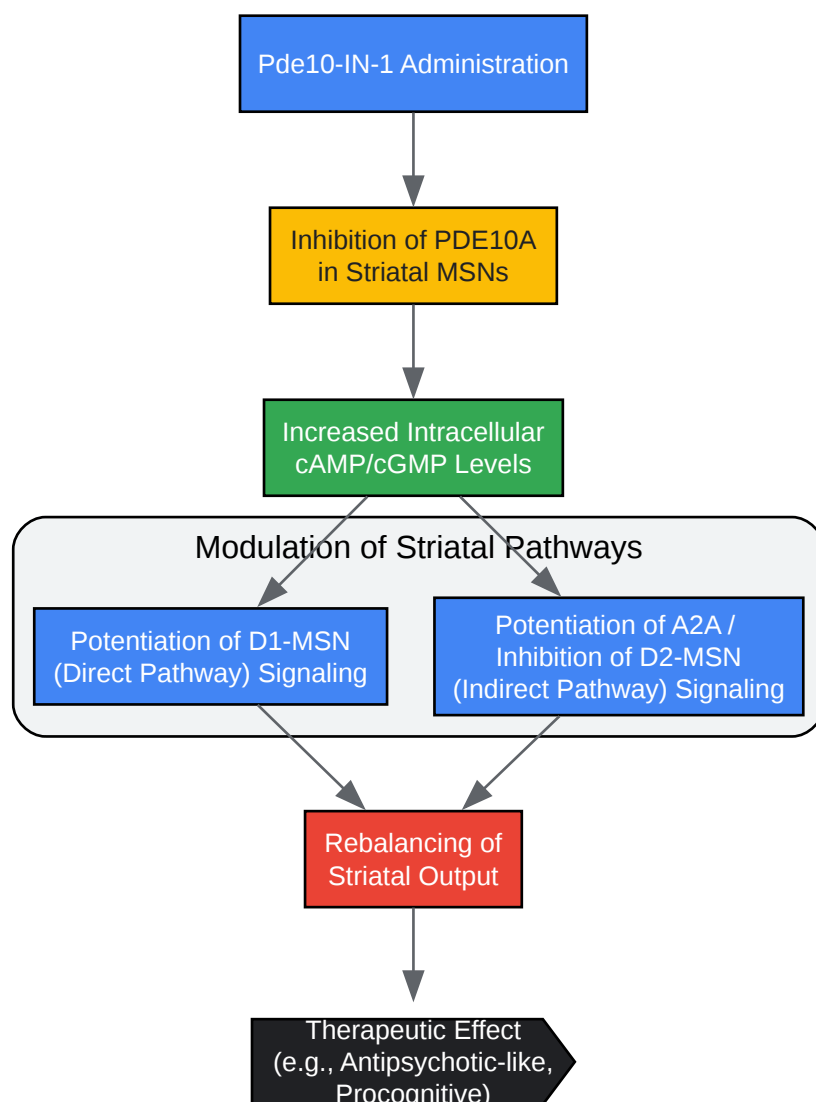 Pde10-IN-1 Administration
Inhibition of PDE10A
in Striatal MSNs
Increased Intracellular
cAMP/cGMP Levels
Modulation of Striatal Pathways
Potentiation of D1-MSN
(Direct Pathway) Signaling
Potentiation of A2A /
Inhibition of D2-MSN
(Indirect Pathway) Signaling
Rebalancing of
Striatal Output
Therapeutic Effect
(e.g., Antipsychotic-like,
Procognitive)